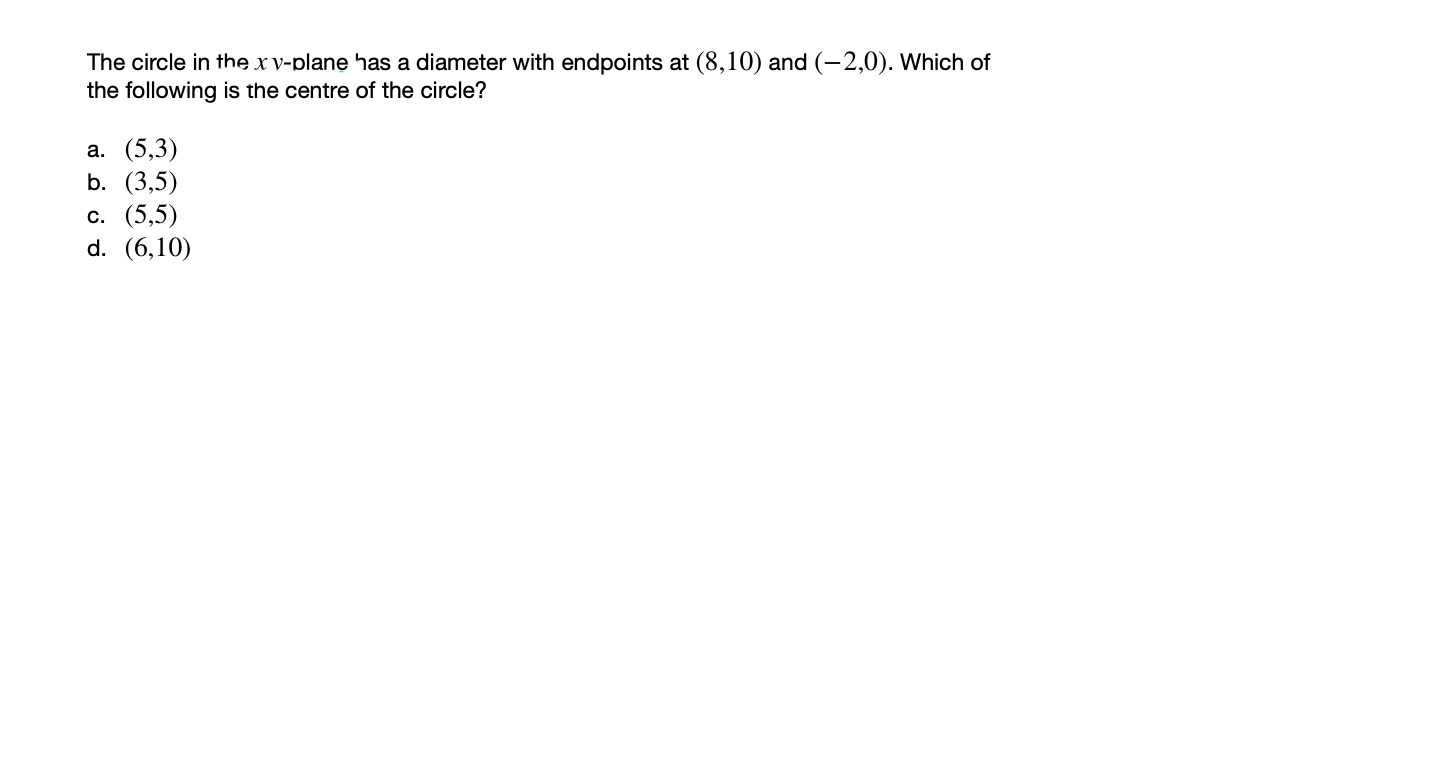 The circle in the xy-plane has a diameter with endpoints at (8,10) and (−2,0). Which of
the following is the centre of the circle?
a. (5,3)
b. (3,5)
c. (5,5)
d. (6,10)